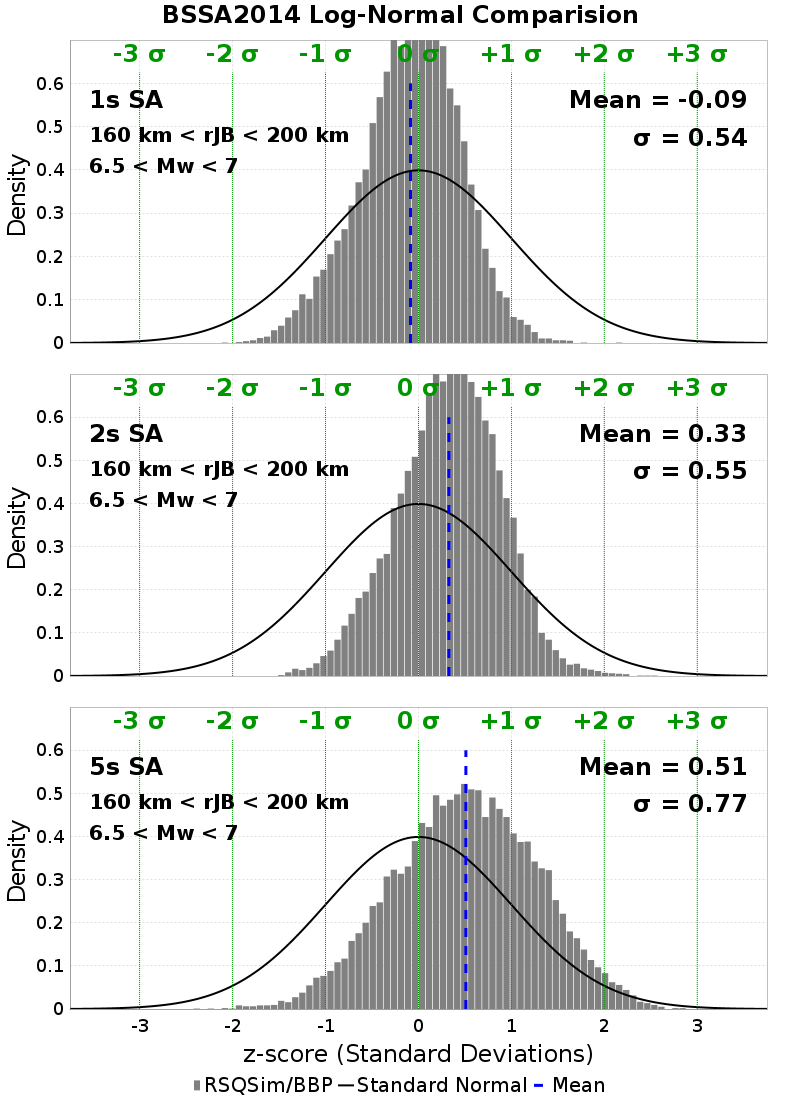 BSSA2014 Log-Normal Comparision
-3 σ -2 σ -1 σ 0 σ +1 σ +2 σ +3 σ
1s SA
Mean = -0.09
160 km < rJB < 200 km
σ = 0.54
6.5 < Mw < 7
Density
0.6
0.5
0.4
0.3
0.2
0.1
0
-3 σ -2 σ -1 σ 0 σ +1 σ +2 σ +3 σ
2s SA
Mean = 0.33
160 km < rJB < 200 km
σ = 0.55
6.5 < Mw < 7
Density
0.6
0.5
0.4
0.3
0.2
0.1
0
-3 σ -2 σ -1 σ 0 σ +1 σ +2 σ +3 σ
5s SA
Mean = 0.51
160 km < rJB < 200 km
σ = 0.77
6.5 < Mw < 7
Density
0.6
0.5
0.4
0.3
0.2
0.1
0
-3 -2 -1 0 1 2 3
z-score (Standard Deviations)
RSQSim/BBP Standard Normal Mean